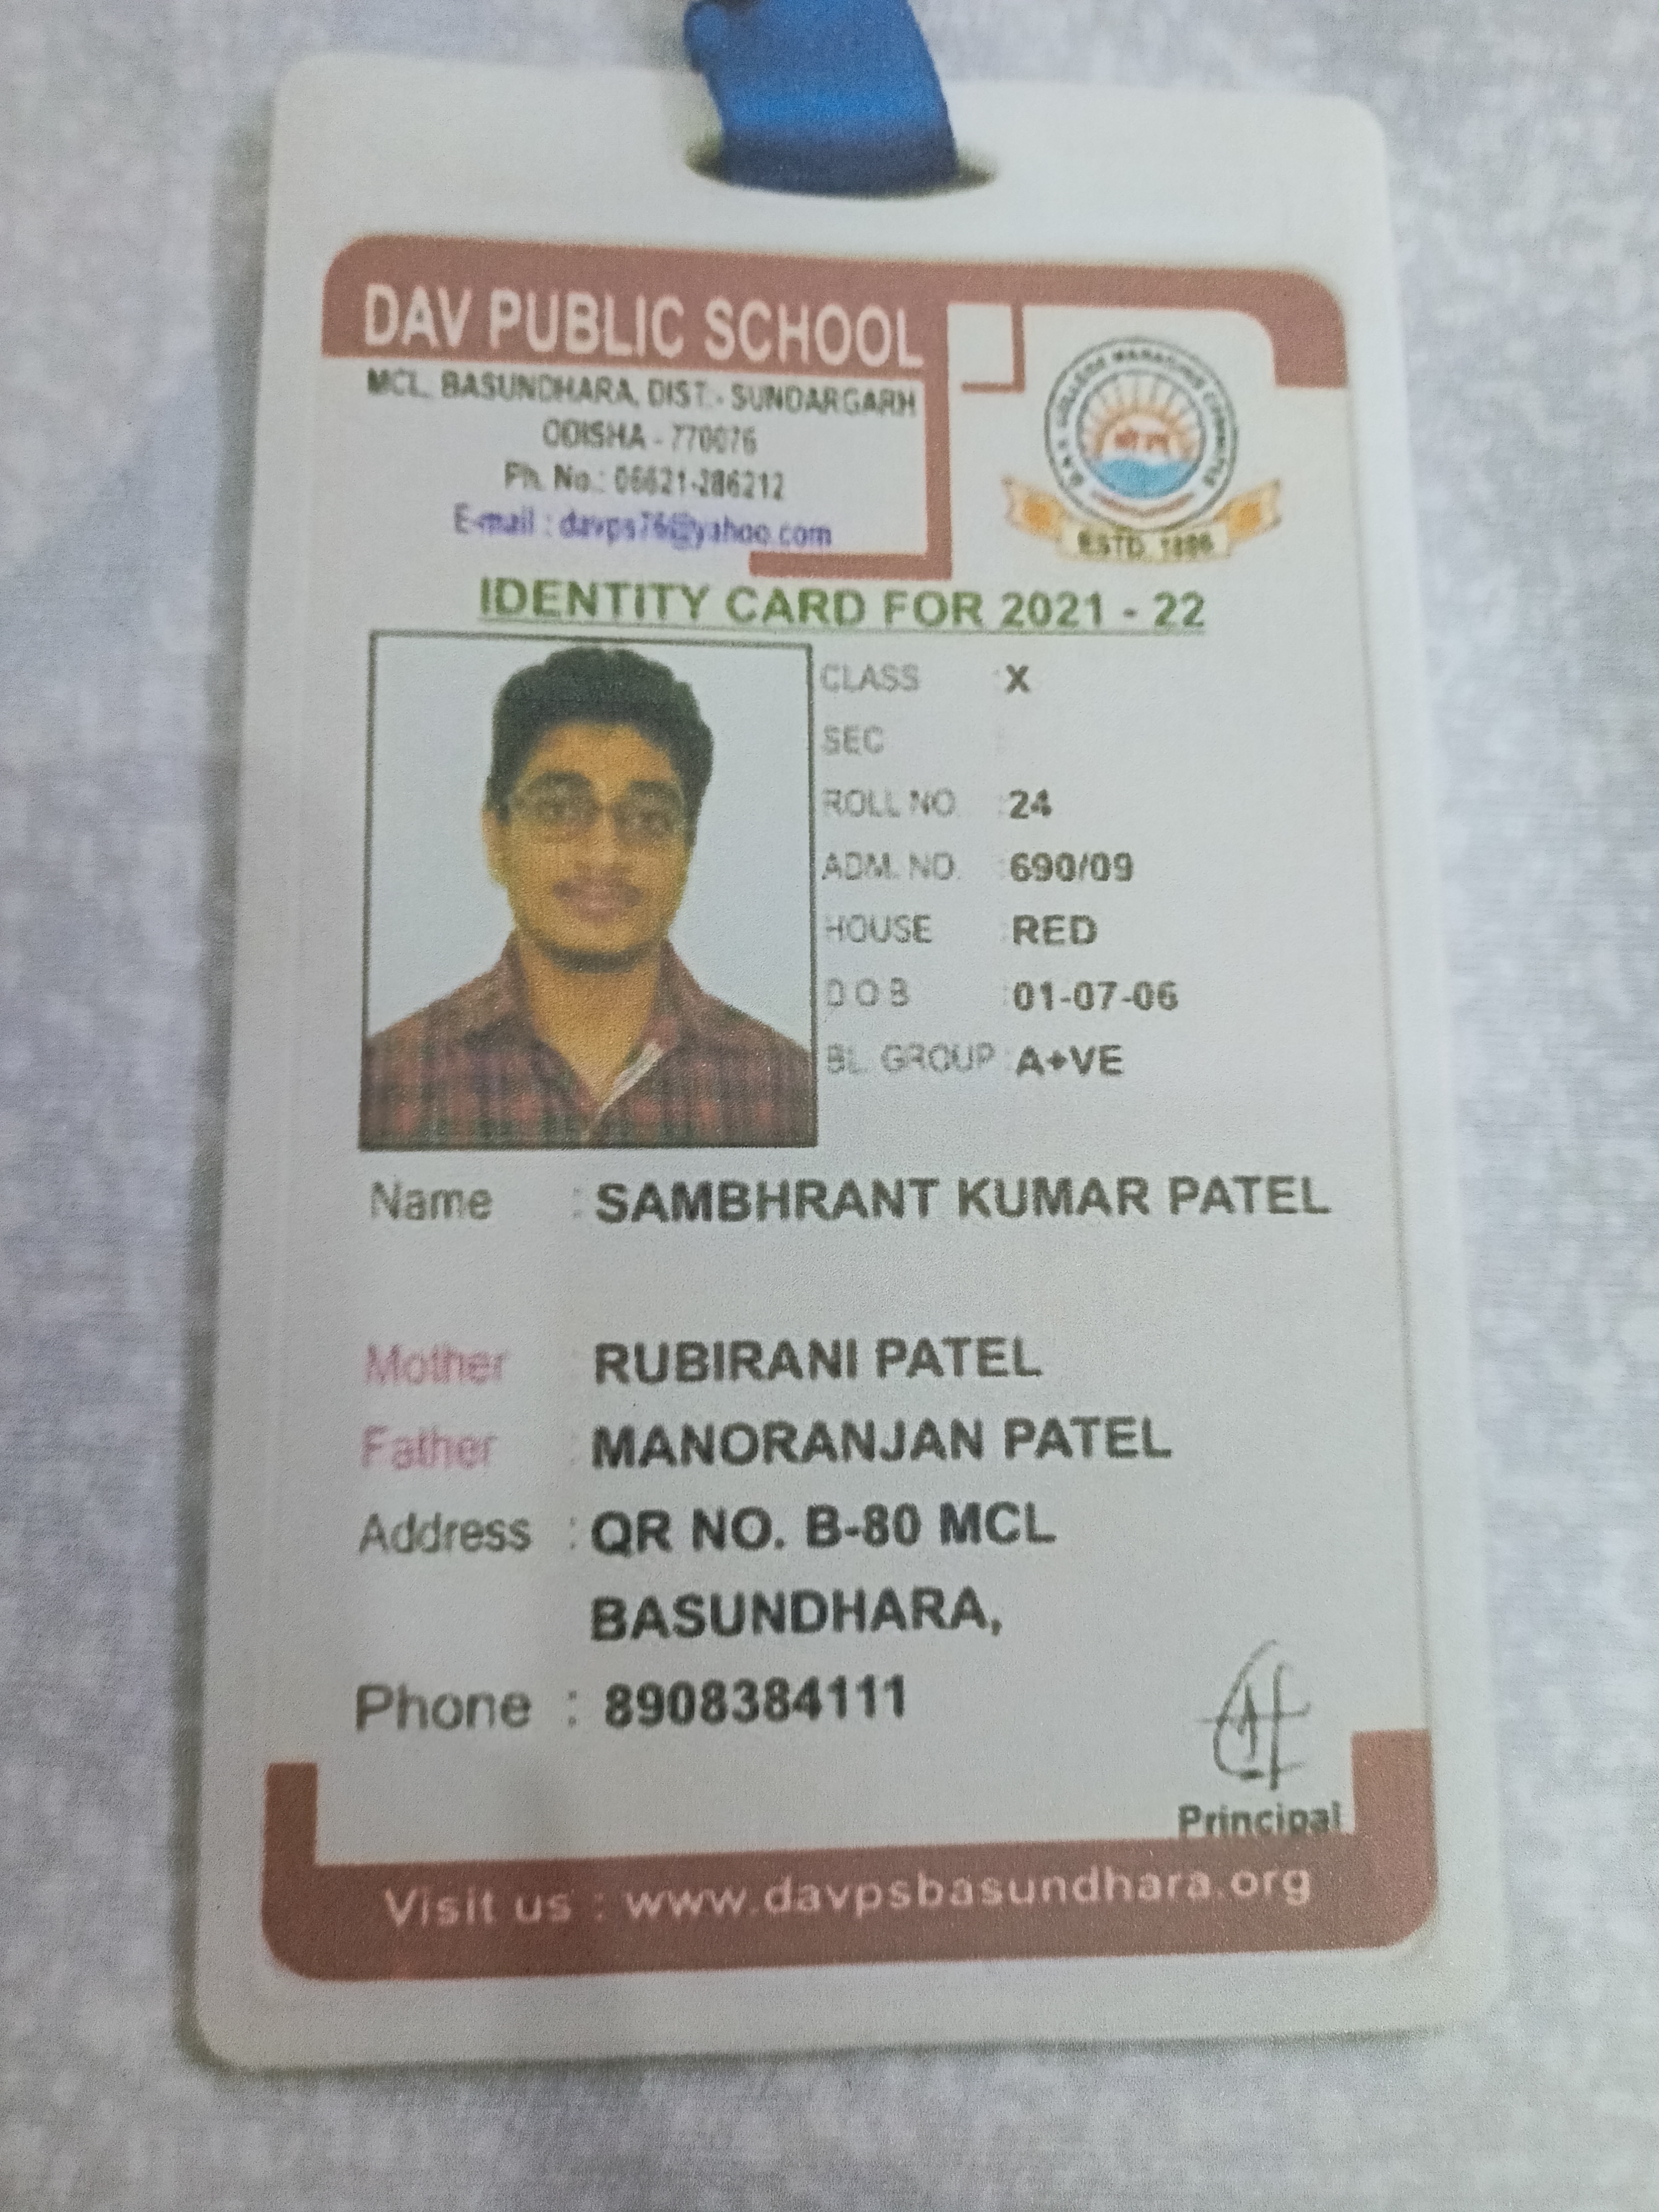 DAV PUBLIC SCHOOL
MCL, BASUNDHARA, DIST.- SUNDARGARH
ODISHA - 770076
Ph. No.: 06621-286212
E-mail : davps76@yahoo.com
ESTD. 1886
IDENTITY CARD FOR 2021 - 22
CLASS : X
SEC :
ROLL NO. : 24
ADM. NO. : 690/09
HOUSE : RED
D O B : 01-07-06
BL. GROUP : A+VE
Name : SAMBHRANT KUMAR PATEL
Mother : RUBIRANI PATEL
Father : MANORANJAN PATEL
Address : QR NO. B-80 MCL
BASUNDHARA,
Phone : 8908384111
Principal
Visit us : www.davpsbasundhara.org